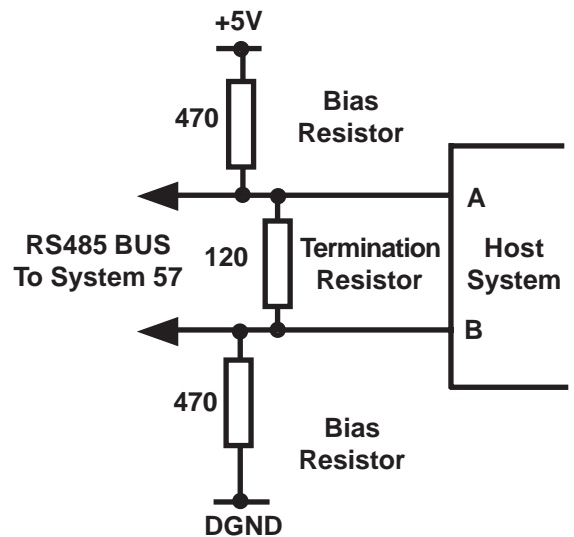 +5V
470
Bias
Resistor
A
RS485 BUS
To System 57
120
Termination
Resistor
Host
System
B
470
Bias
Resistor
DGND